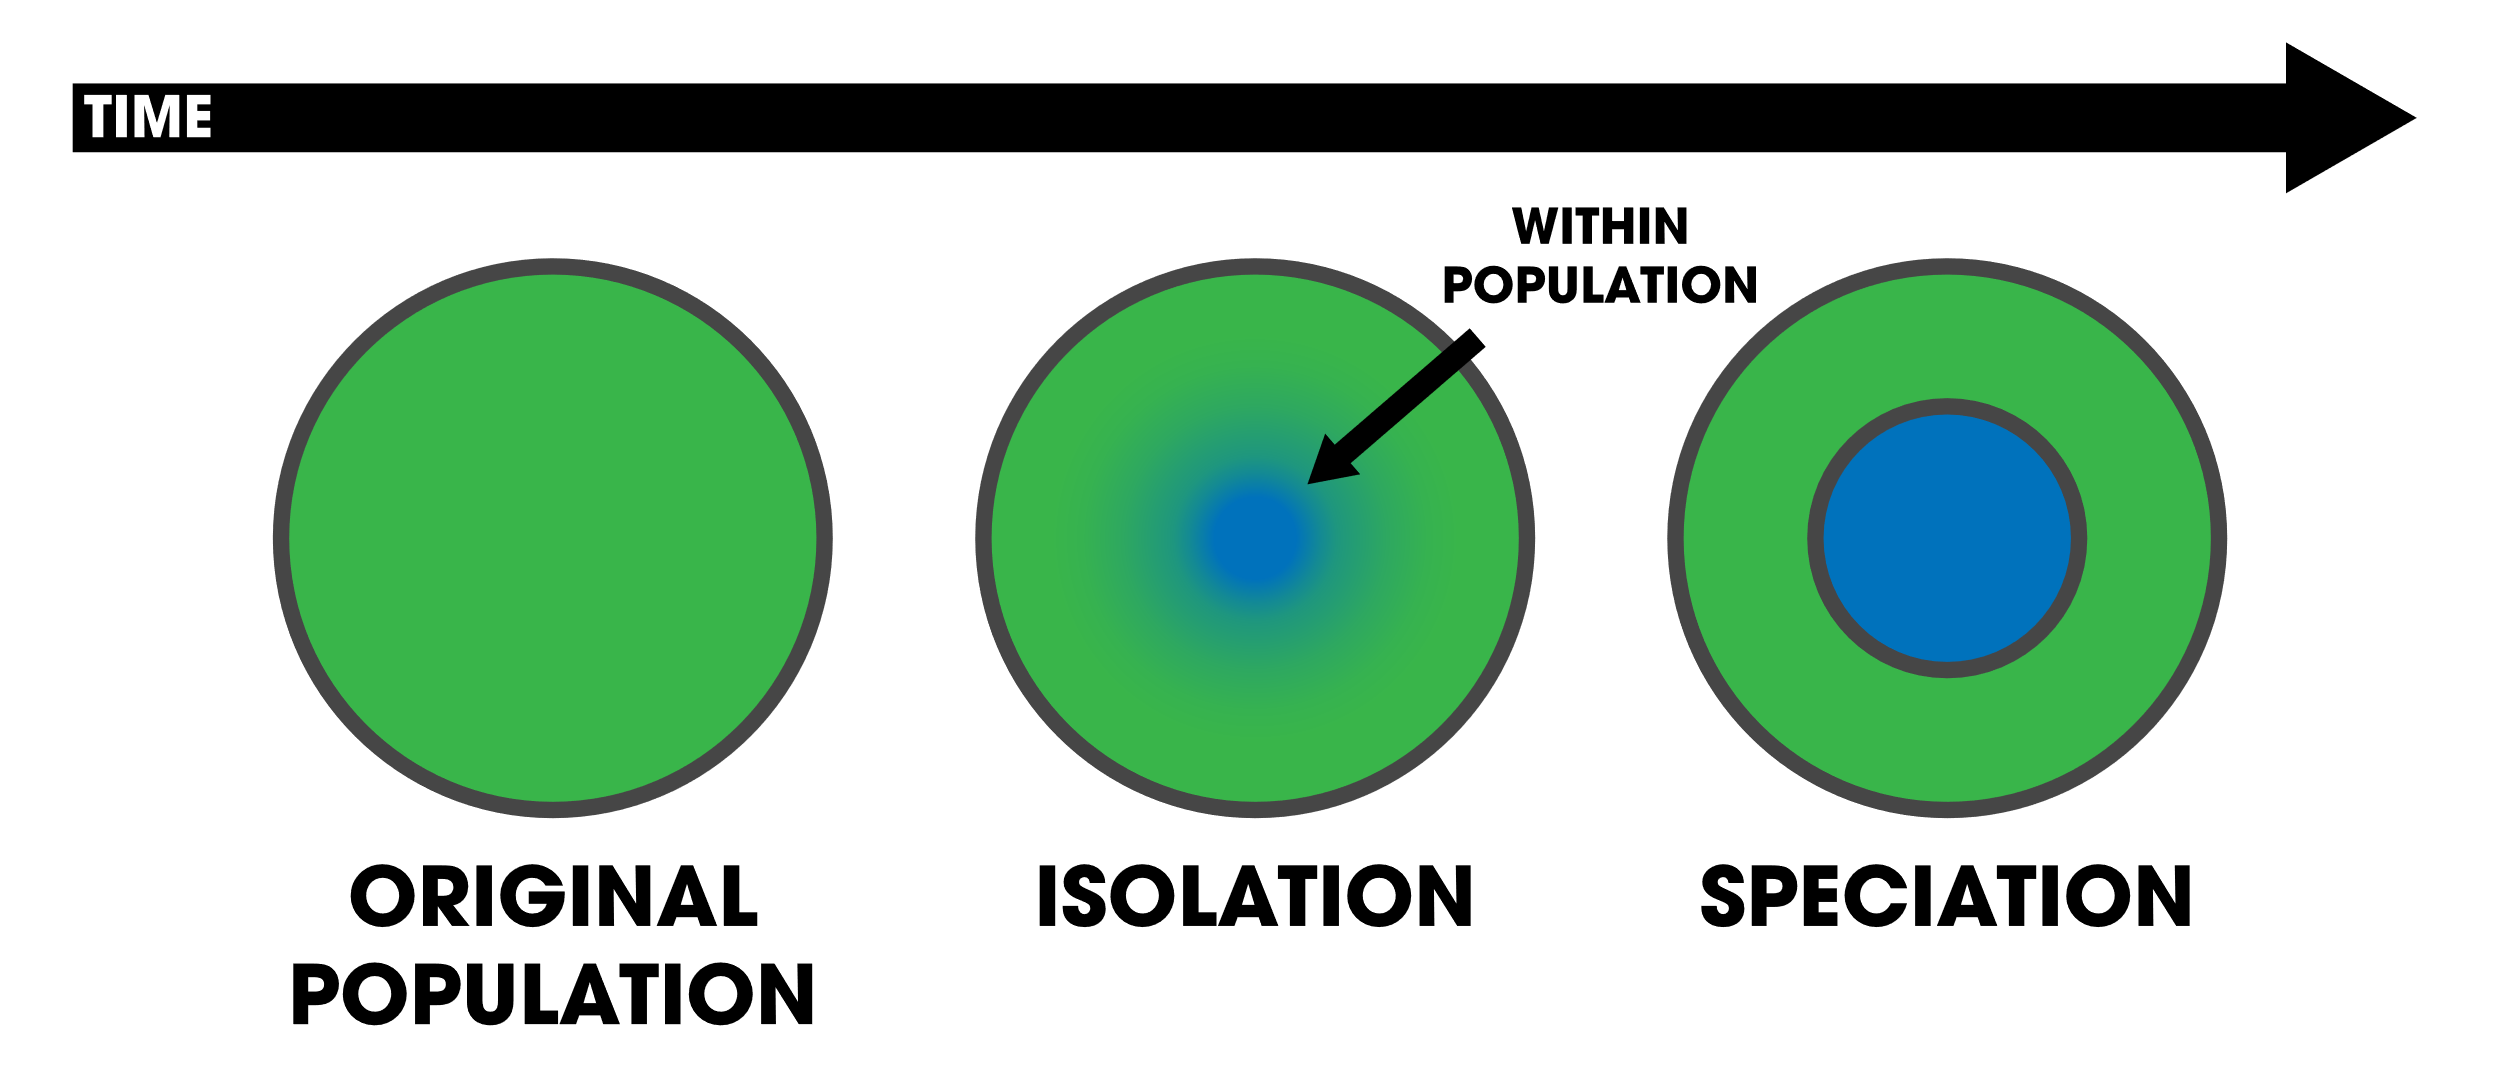 TIME
WITHIN
POPULATION
ORIGINAL
POPULATION
ISOLATION
SPECIATION